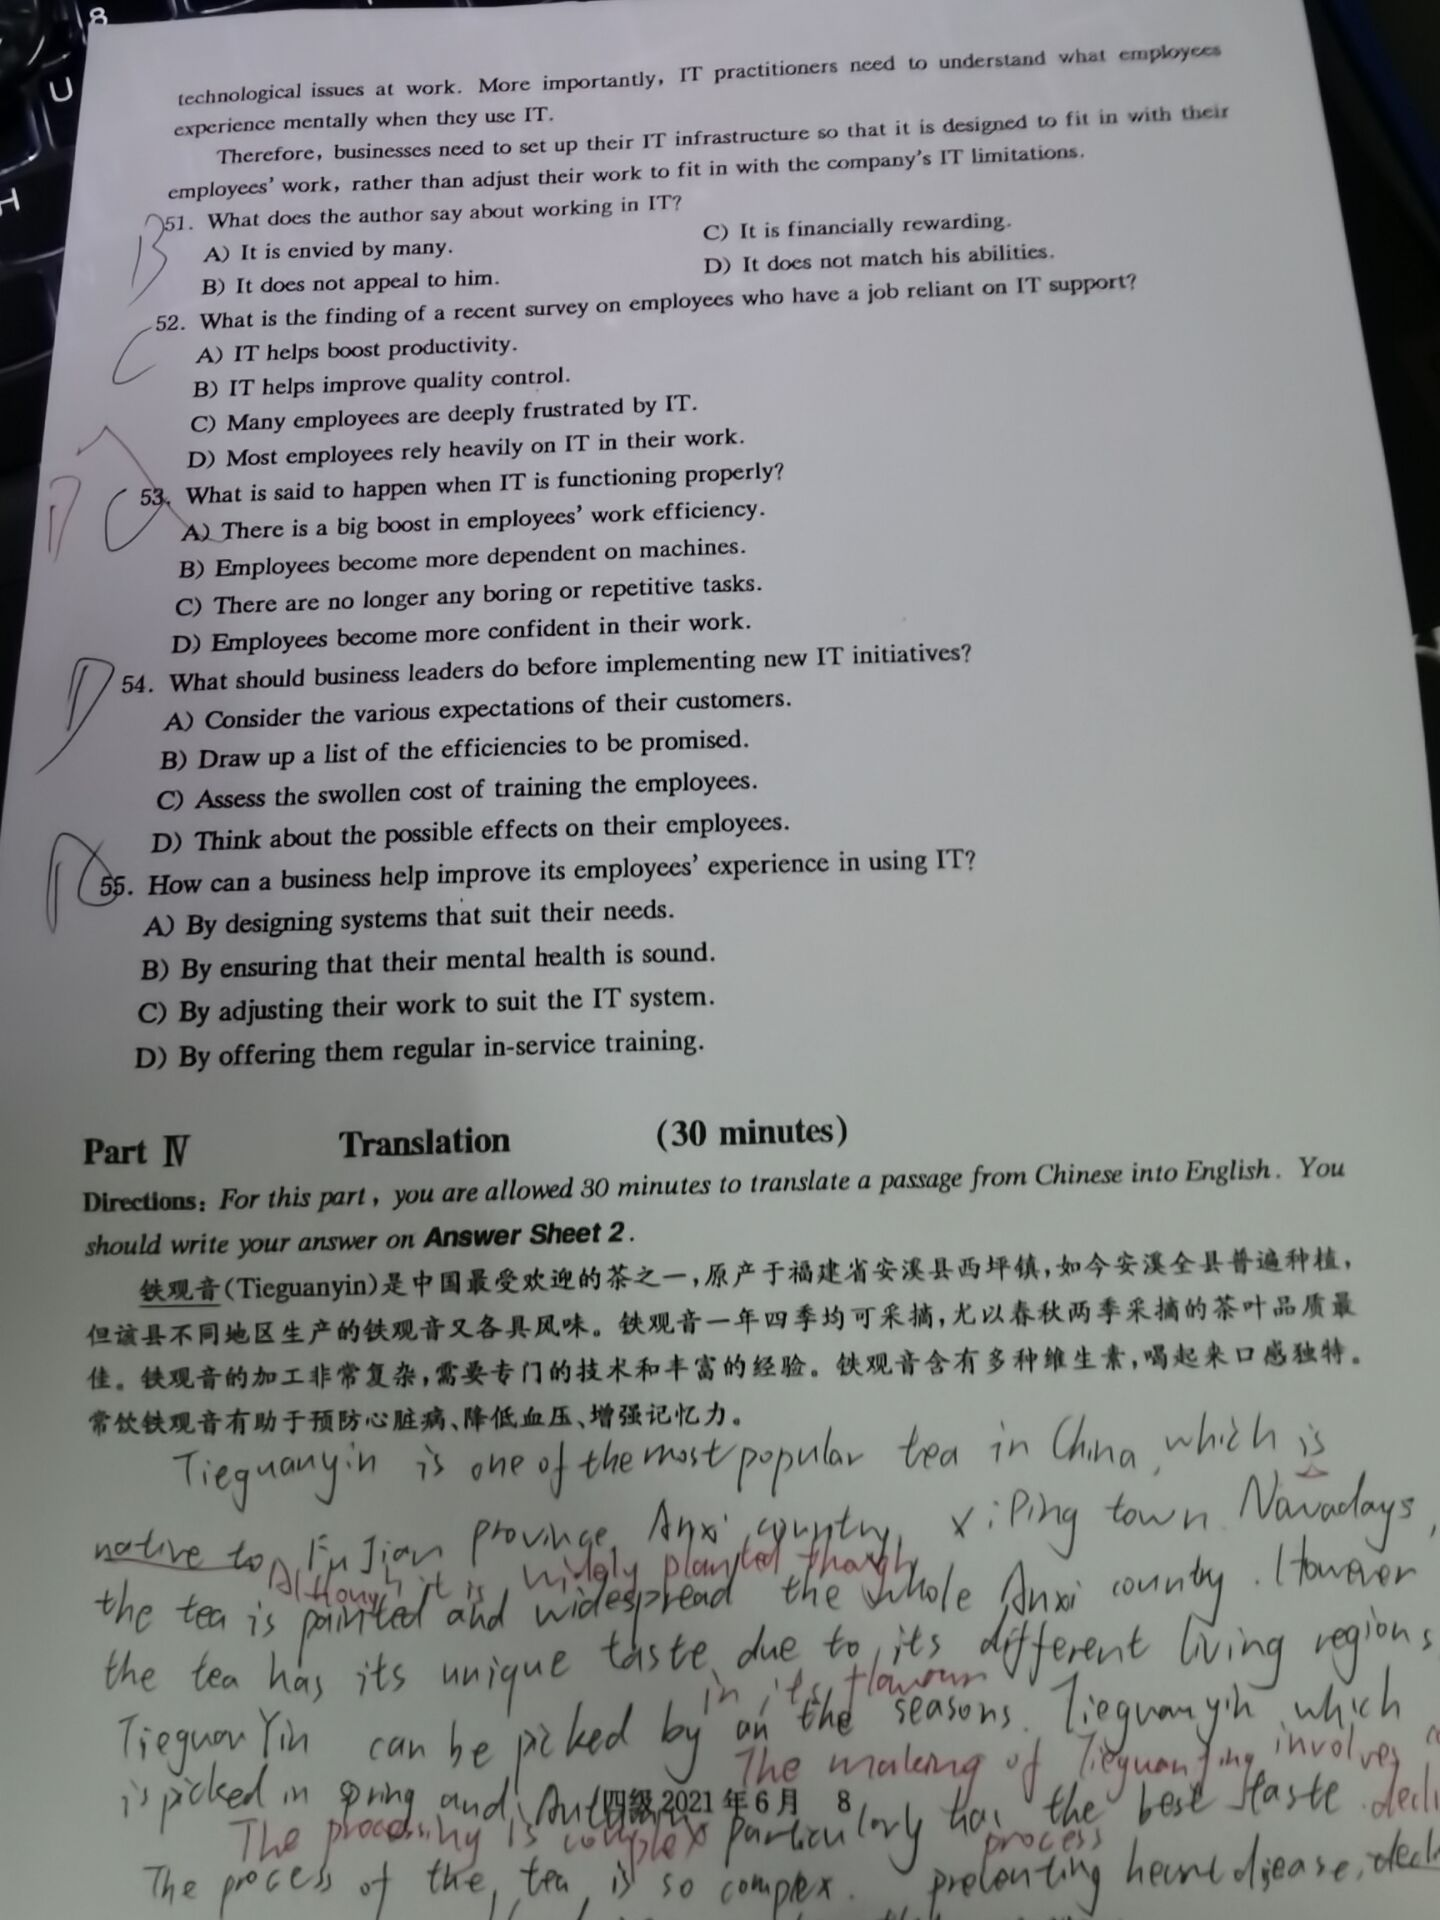 8
U
H
technological issues at work. More importantly, IT practitioners need to understand what employees
experience mentally when they use IT.
Therefore, businesses need to set up their IT infrastructure so that it is designed to fit in with their
employees' work, rather than adjust their work to fit in with the company's IT limitations.
B 51. What does the author say about working in IT?
A) It is envied by many. C) It is financially rewarding.
B) It does not appeal to him. D) It does not match his abilities.
C 52. What is the finding of a recent survey on employees who have a job reliant on IT support?
A) IT helps boost productivity.
B) IT helps improve quality control.
C) Many employees are deeply frustrated by IT.
D) Most employees rely heavily on IT in their work.
53. What is said to happen when IT is functioning properly?
A) There is a big boost in employees' work efficiency.
B) Employees become more dependent on machines.
C) There are no longer any boring or repetitive tasks.
D) Employees become more confident in their work.
D 54. What should business leaders do before implementing new IT initiatives?
A) Consider the various expectations of their customers.
B) Draw up a list of the efficiencies to be promised.
C) Assess the swollen cost of training the employees.
D) Think about the possible effects on their employees.
55. How can a business help improve its employees' experience in using IT?
A) By designing systems that suit their needs.
B) By ensuring that their mental health is sound.
C) By adjusting their work to suit the IT system.
D) By offering them regular in-service training.
Part Ⅳ Translation (30 minutes)
Directions: For this part, you are allowed 30 minutes to translate a passage from Chinese into English. You
should write your answer on Answer Sheet 2.
铁观音(Tieguanyin)是中国最受欢迎的茶之一,原产于福建省安溪县西坪镇,如今安溪全县普遍种植,
但该县不同地区生产的铁观音又各具风味。铁观音一年四季均可采摘,尤以春秋两季采摘的茶叶品质最
佳。铁观音的加工非常复杂,需要专门的技术和丰富的经验。铁观音含有多种维生素,喝起来口感独特。
常饮铁观音有助于预防心脏病、降低血压、增强记忆力。
Tieguanyin is one of the most popular tea in China, which is
native to FuJian province, Anxi country, XiPing town. Nawadays,
Although it is widely planted though
the tea is painted and widespread the whole Anxi country. However
the tea has its unique taste due to its different living regions
in its flavour
TieguanYin can be picked by an the seasons. Tieguanyin which
The making of Tieguanying involves
is picked in spring and Autumn particulory has the best taste
四级 2021年6月 8
The processing is complex process
The process of the tea is so complex. heart disease,